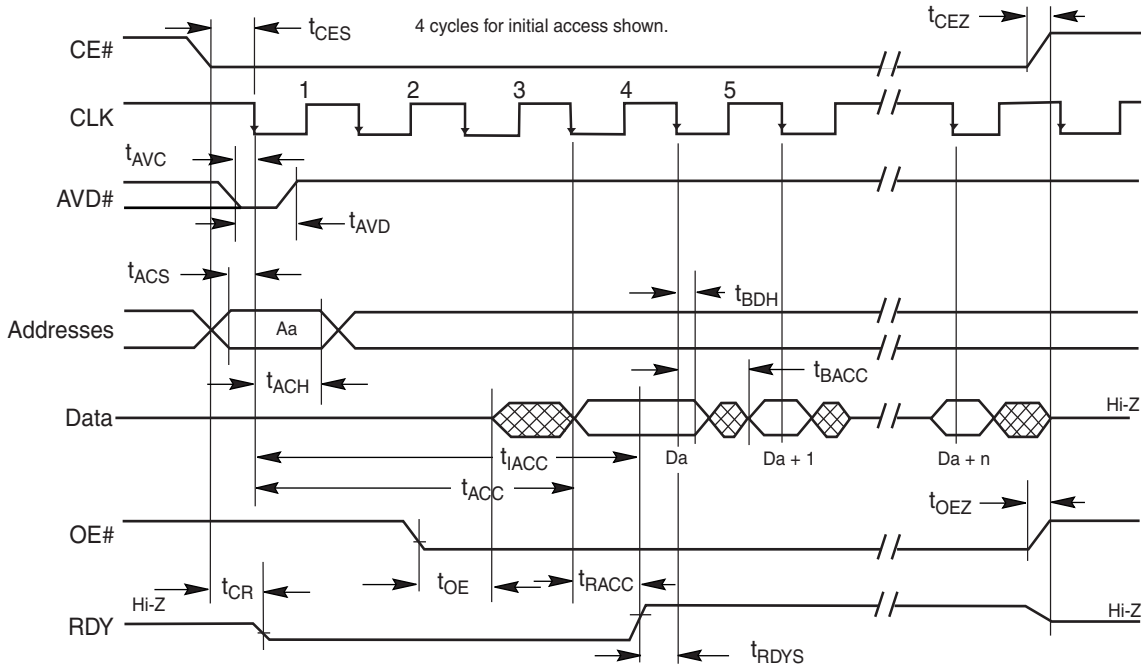 4 cycles for initial access shown.
tCES
tCEZ
CE#
1 2 3 4 5
CLK
tAVC
AVD#
tAVD
tACS
tBDH
Addresses
Aa
tACH
tBACC
Data
Hi-Z
tIACC
Da
Da + 1
Da + n
tACC
tOEZ
OE#
tCR
tOE
tRACC
Hi-Z
Hi-Z
RDY
tRDYS